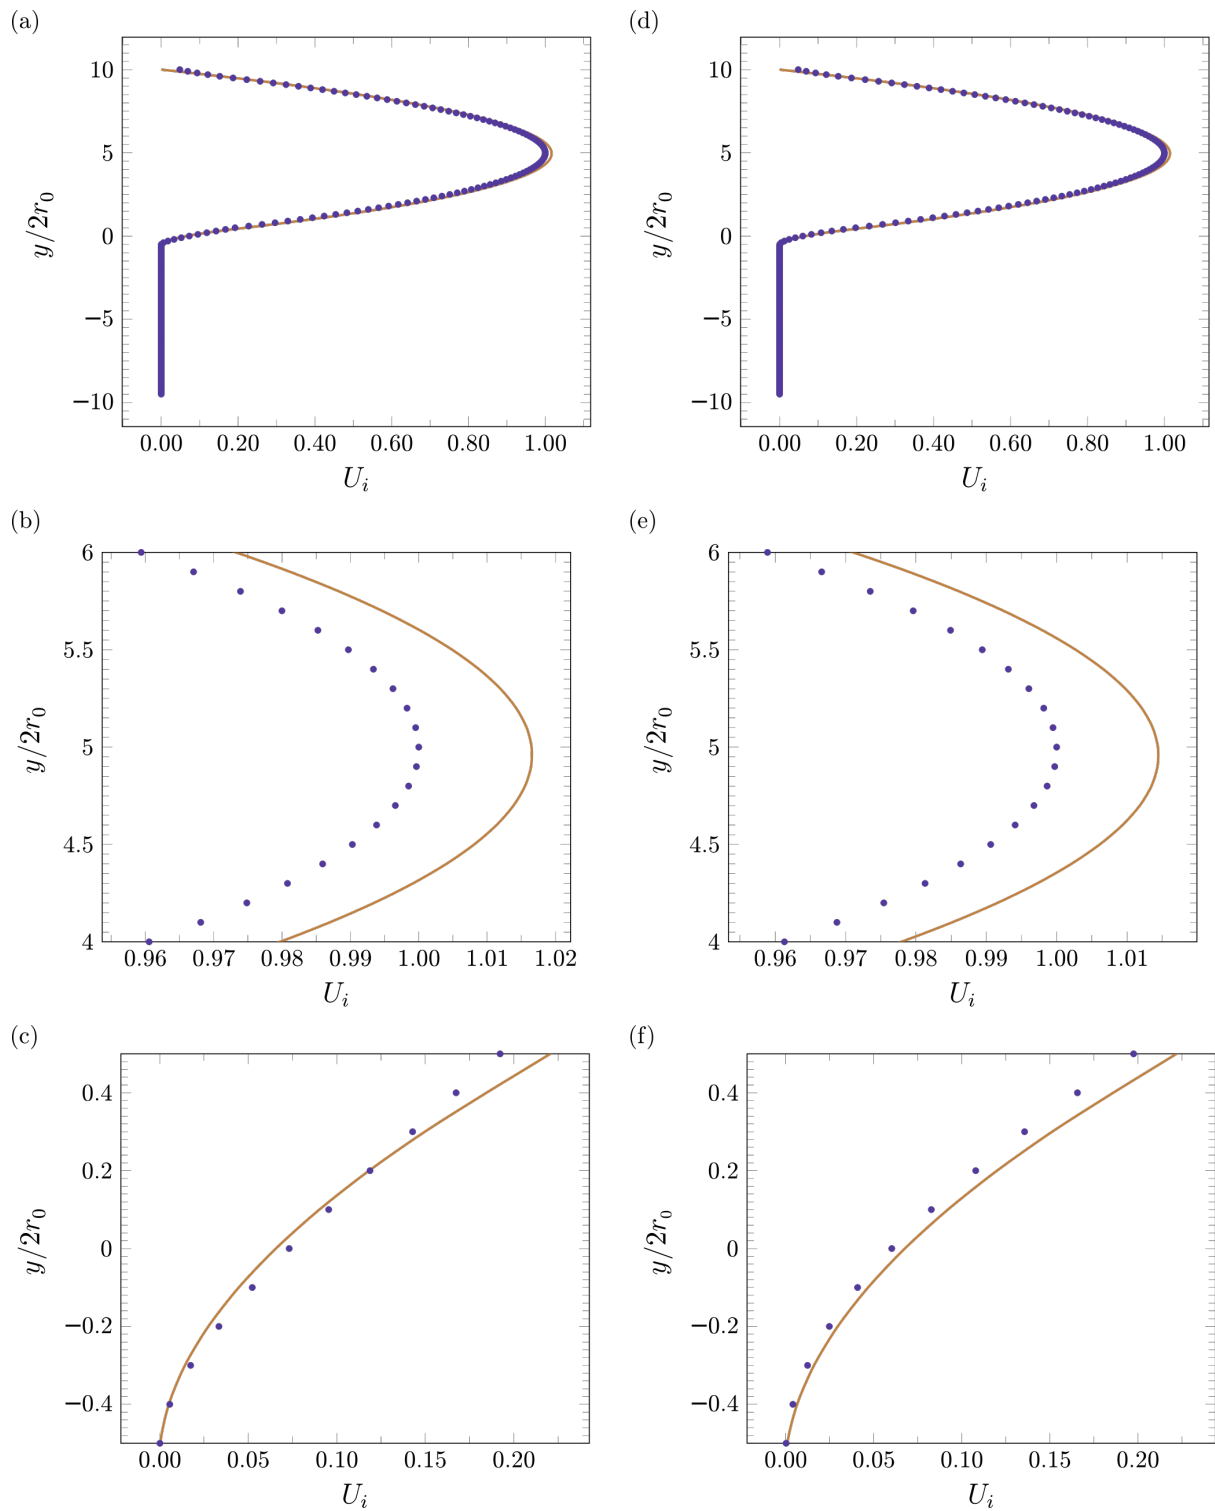 (a)
10
5
0
−5
−10
y/2r₀
0.00 0.20 0.40 0.60 0.80 1.00
Uᵢ
(d)
10
5
0
−5
−10
y/2r₀
0.00 0.20 0.40 0.60 0.80 1.00
Uᵢ
(b)
6
5.5
5
4.5
4
y/2r₀
0.96 0.97 0.98 0.99 1.00 1.01 1.02
Uᵢ
(e)
6
5.5
5
4.5
4
y/2r₀
0.96 0.97 0.98 0.99 1.00 1.01
Uᵢ
(c)
0.4
0.2
0
−0.2
−0.4
y/2r₀
0.00 0.05 0.10 0.15 0.20
Uᵢ
(f)
0.4
0.2
0
−0.2
−0.4
y/2r₀
0.00 0.05 0.10 0.15 0.20
Uᵢ